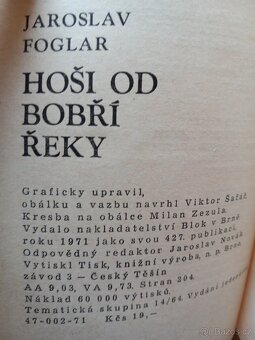 JAROSLAV
FOGLAR
HOŠI OD
BOBŘÍ
ŘEKY
Graficky upravil,
obálku a vazbu navrhl Viktor Šafář.
Kresba na obálce Milan Zezula.
Vydalo nakladatelství Blok v Brně
roku 1971 jako svou 427. publikaci.
Odpovědný redaktor Jaroslav Novák
Vytiskl Tisk, knižní výroba, n. p. Brno
závod 3 – Český Těšín
AA 9,03, VA 9,73. Stran 204.
Náklad 60 000 výtisků.
Tematická skupina 14/64. Vydání
47-002-71 Kčs 19,—